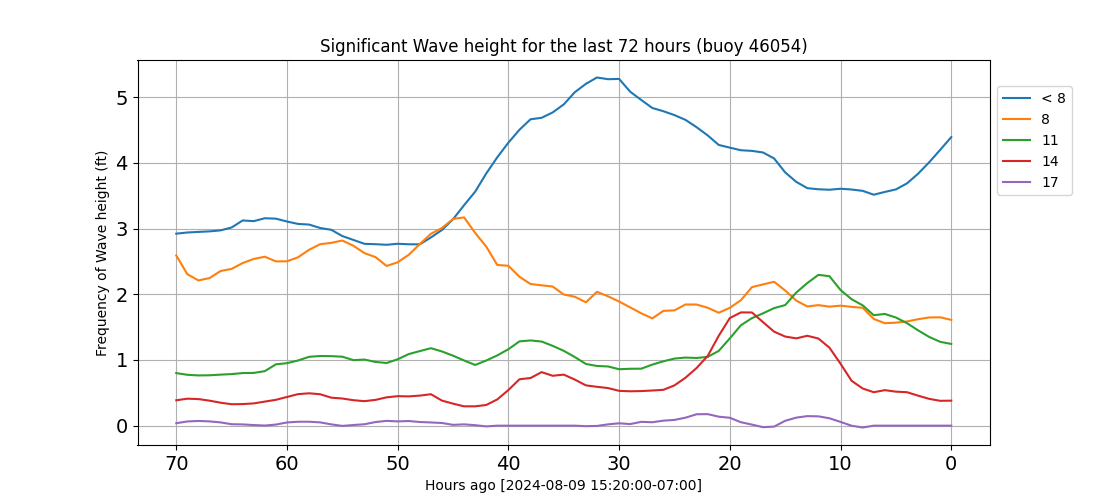 Significant Wave height for the last 72 hours (buoy 46054)
Frequency of Wave height (ft)
5
4
3
2
1
0
70 60 50 40 30 20 10 0
Hours ago [2024-08-09 15:20:00-07:00]
< 8
8
11
14
17